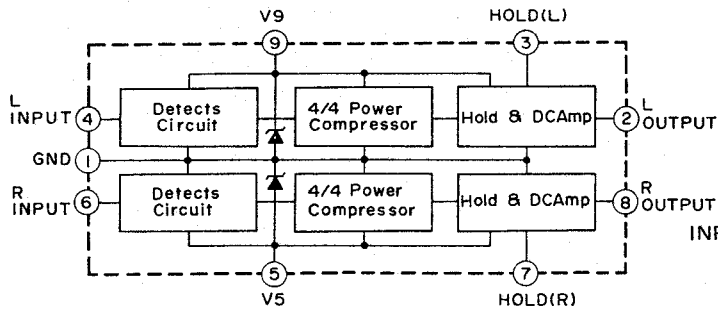 V9
HOLD(L)
9
3
L
INPUT
4
Detects
Circuit
4/4 Power
Compressor
Hold & DCAmp
2
L
OUTPUT
GND
1
R
INPUT
6
Detects
Circuit
4/4 Power
Compressor
Hold & DCAmp
8
R
OUTPUT
INP
5
7
V5
HOLD(R)